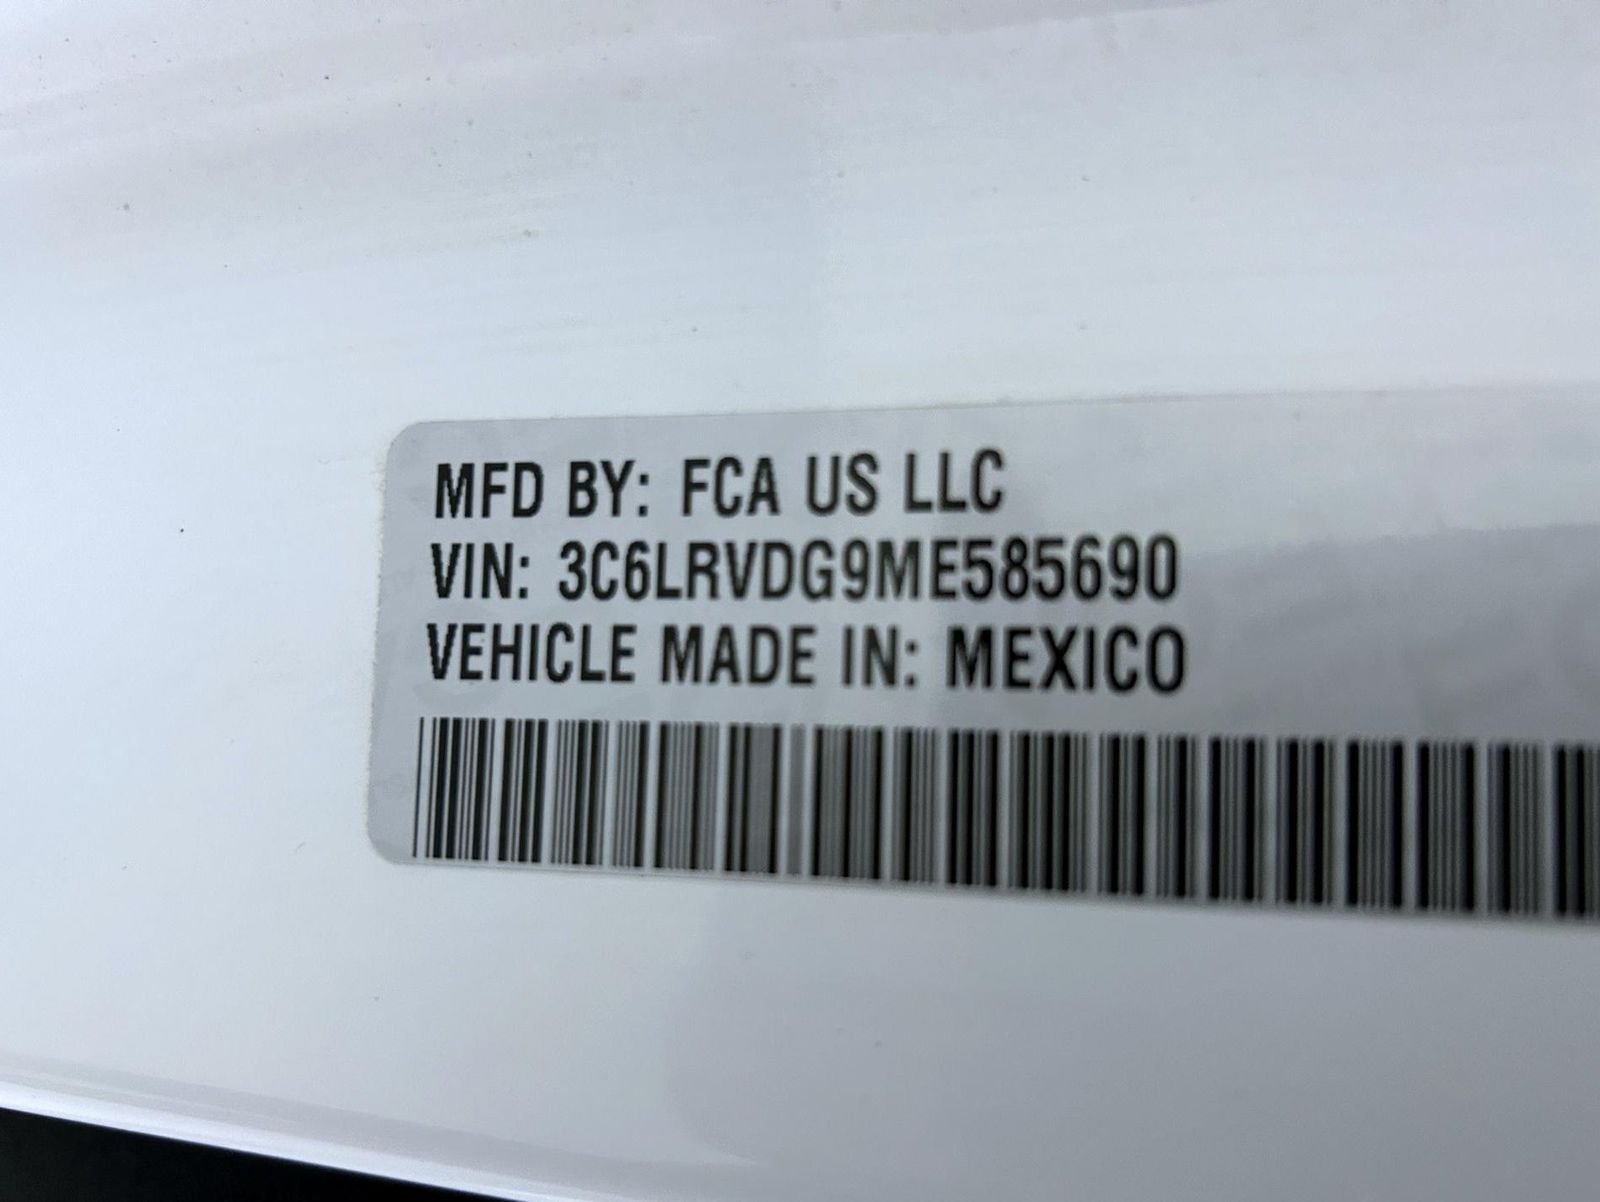 MFD BY: FCA US LLC
VIN: 3C6LRVDG9ME585690
VEHICLE MADE IN: MEXICO